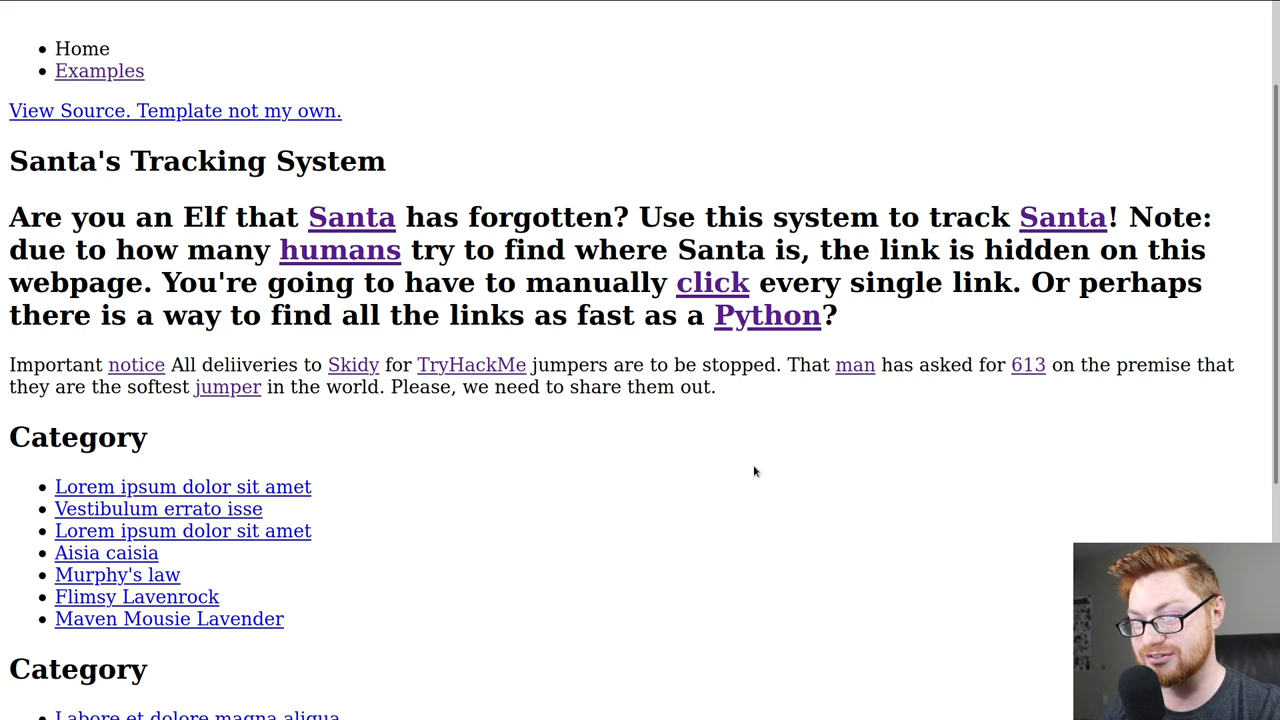 Home
Examples
View Source. Template not my own.
Santa's Tracking System
Are you an Elf that Santa has forgotten? Use this system to track Santa! Note:
due to how many humans try to find where Santa is, the link is hidden on this
webpage. You're going to have to manually click every single link. Or perhaps
there is a way to find all the links as fast as a Python?
Important notice All deliiveries to Skidy for TryHackMe jumpers are to be stopped. That man has asked for 613 on the premise that
they are the softest jumper in the world. Please, we need to share them out.
Category
Lorem ipsum dolor sit amet
Vestibulum errato isse
Lorem ipsum dolor sit amet
Aisia caisia
Murphy's law
Flimsy Lavenrock
Maven Mousie Lavender
Category
Labore et dolore magna aliqua